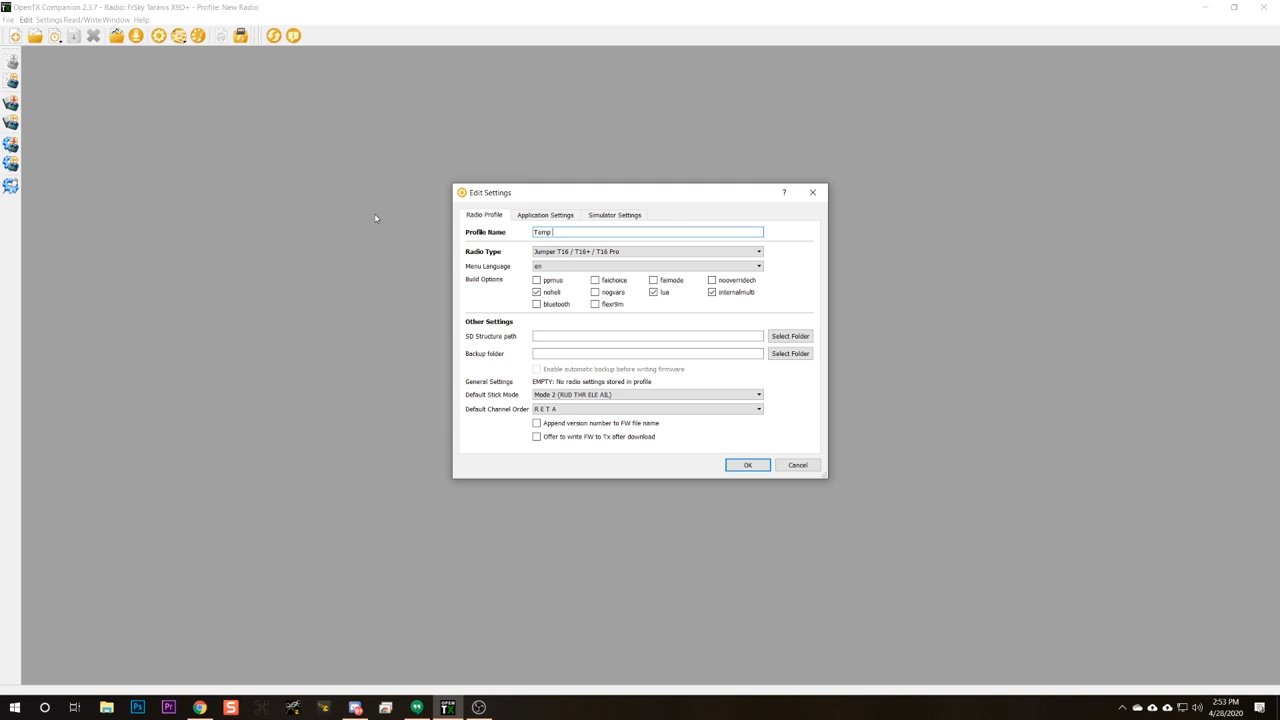 OpenTX Companion 2.3.7 - Radio: FrSky Taranis X9D+ - Profile: New Radio
File Edit Settings Read/Write Window Help
Edit Settings
Radio Profile Application Settings Simulator Settings
Profile Name Temp
Radio Type Jumper T16 / T16+ / T16 Pro
Menu Language en
Build Options ppmus faichoice faimode nooverridech
noheli nogvars lua internalmulti
bluetooth flexr9m
Other Settings
SD Structure path Select Folder
Backup folder Select Folder
Enable automatic backup before writing firmware
General Settings EMPTY: No radio settings stored in profile
Default Stick Mode Mode 2 (RUD THR ELE AIL)
Default Channel Order R E T A
Append version number to FW file name
Offer to write FW to Tx after download
OK Cancel
Ps Pr S OPEN TX
2:53 PM
4/28/2020